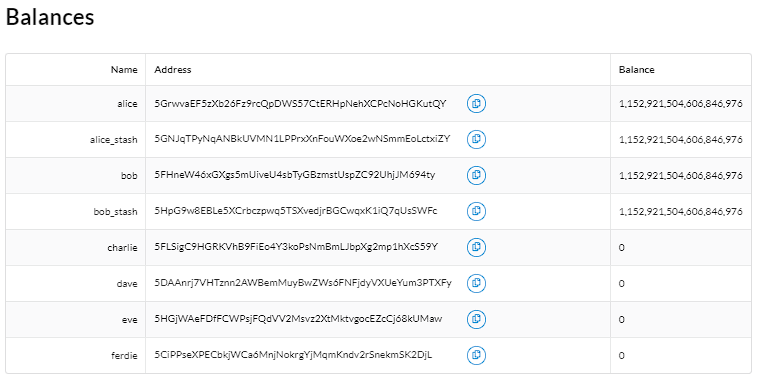 Balances
Name Address Balance
alice 5GrwvaEF5zXb26Fz9rcQpDWS57CtERHpNehXCPcNoHGKutQY 1,152,921,504,606,846,976
alice_stash 5GNJqTPyNqANBkUVMN1LPPrxXnFouWXoe2wNSmmEoLctxiZY 1,152,921,504,606,846,976
bob 5FHneW46xGXgs5mUiveU4sbTyGBzmstUspZC92UhjJM694ty 1,152,921,504,606,846,976
bob_stash 5HpG9w8EBLe5XCrbczpwq5TSXvedjrBGCwqxK1iQ7qUsSWFc 1,152,921,504,606,846,976
charlie 5FLSigC9HGRKVhB9FiEo4Y3koPsNmBmLJbpXg2mp1hXcS59Y 0
dave 5DAAnrj7VHTznn2AWBemMuyBwZWs6FNFjdyVXUeYum3PTXFy 0
eve 5HGjWAeFDfFCWPsjFQdVV2Msvz2XtMktvgocEZcCj68kUMaw 0
ferdie 5CiPPseXPECbkjWCa6MnjNokrgYjMqmKndv2rSnekmSK2DjL 0